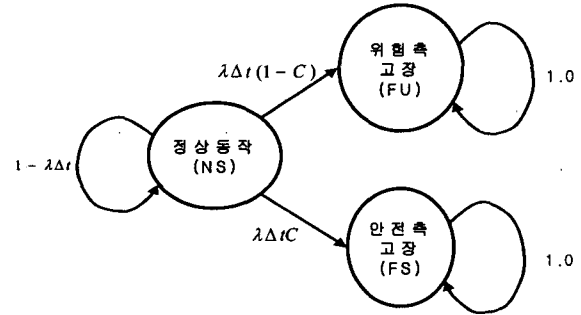 위험측
고장
(FU)
λΔt(1-C)
1.0
정상동작
(NS)
1-λΔt
λΔtC
안전측
고장
(FS)
1.0